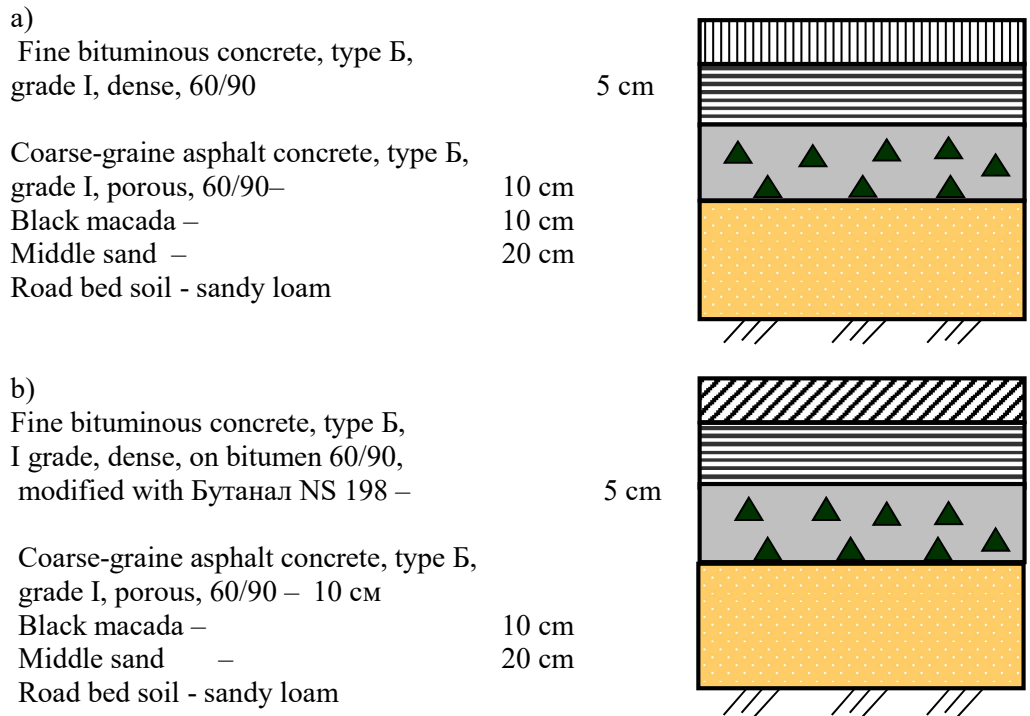 a)
Fine bituminous concrete, type Б,
grade I, dense, 60/90 5 cm
Coarse-graine asphalt concrete, type Б,
grade I, porous, 60/90– 10 cm
Black macada – 10 cm
Middle sand – 20 cm
Road bed soil - sandy loam
b)
Fine bituminous concrete, type Б,
I grade, dense, on bitumen 60/90,
modified with Бутанал NS 198 – 5 cm
Coarse-graine asphalt concrete, type Б,
grade I, porous, 60/90 – 10 см
Black macada – 10 cm
Middle sand – 20 cm
Road bed soil - sandy loam